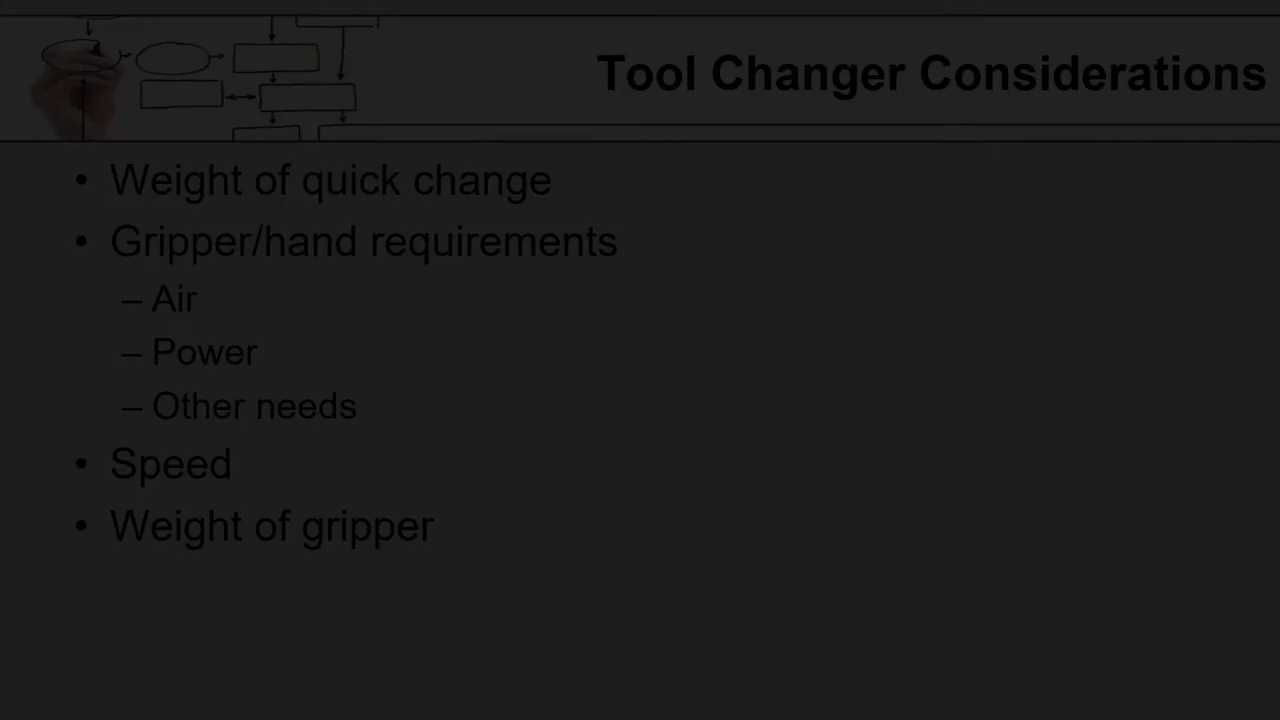 Tool Changer Considerations
• Weight of quick change
• Gripper/hand requirements
– Air
– Power
– Other needs
• Speed
• Weight of gripper